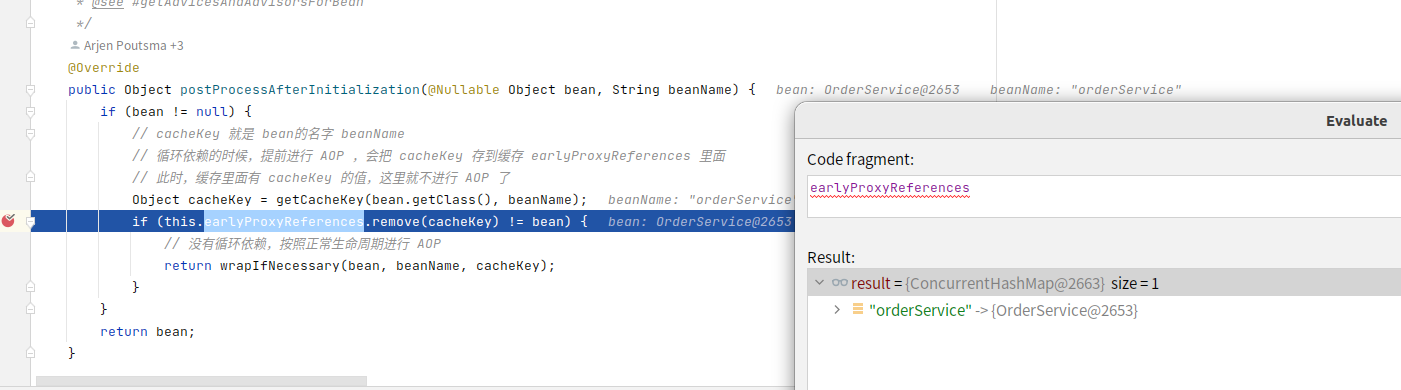 * @see #getAdvicesAndAdvisorsForBean
*/
Arjen Poutsma +3
@Override
public Object postProcessAfterInitialization(@Nullable Object bean, String beanName) { bean: OrderService@2653 beanName: "orderService"
if (bean != null) {
// cacheKey 就是 bean的名字 beanName
// 循环依赖的时候，提前进行 AOP ，会把 cacheKey 存到缓存 earlyProxyReferences 里面
// 此时，缓存里面有 cacheKey 的值，这里就不进行 AOP 了
Object cacheKey = getCacheKey(bean.getClass(), beanName); beanName: "orderService
if (this.earlyProxyReferences.remove(cacheKey) != bean) { bean: OrderService@2653
// 没有循环依赖，按照正常生命周期进行 AOP
return wrapIfNecessary(bean, beanName, cacheKey);
}
}
return bean;
}
Evaluate
Code fragment:
earlyProxyReferences
Result:
result = {ConcurrentHashMap@2663} size = 1
"orderService" -> {OrderService@2653}